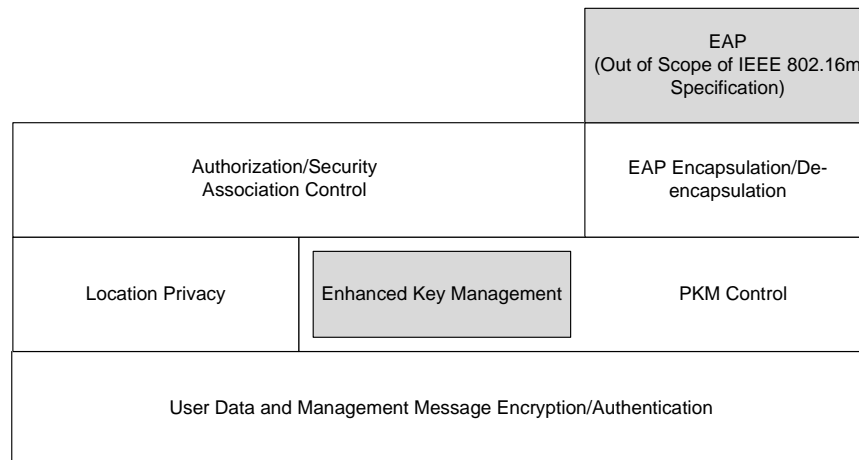 EAP
(Out of Scope of IEEE 802.16m
Specification)
Authorization/Security
Association Control
EAP Encapsulation/De-
encapsulation
Location Privacy
Enhanced Key Management
PKM Control
User Data and Management Message Encryption/Authentication